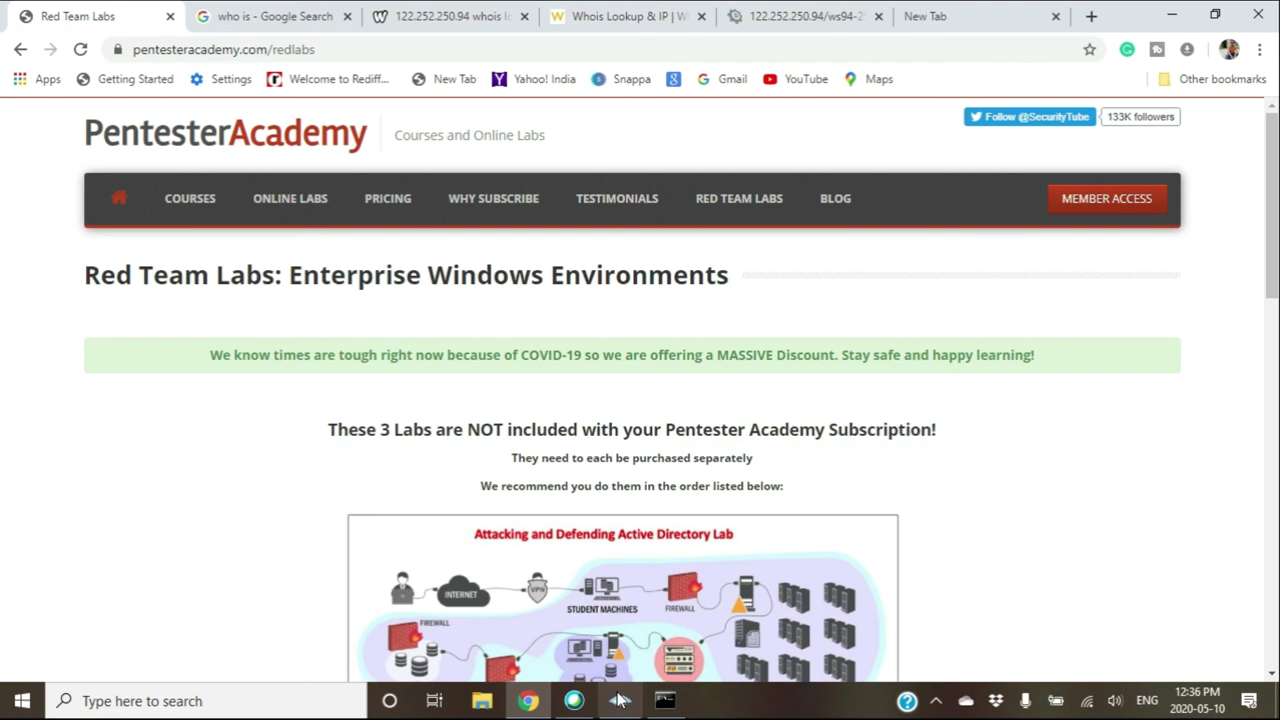 Red Team Labs
who is - Google Search
122.252.250.94 whois lo
Whois Lookup & IP | W
122.252.250.94/ws94-2
New Tab
pentesteracademy.com/redlabs
Apps
Getting Started
Settings
Welcome to Rediff...
New Tab
Yahoo! India
Snappa
Gmail
YouTube
Maps
Other bookmarks
PentesterAcademy
Courses and Online Labs
Follow @SecurityTube
133K followers
COURSES
ONLINE LABS
PRICING
WHY SUBSCRIBE
TESTIMONIALS
RED TEAM LABS
BLOG
MEMBER ACCESS
Red Team Labs: Enterprise Windows Environments
We know times are tough right now because of COVID-19 so we are offering a MASSIVE Discount. Stay safe and happy learning!
These 3 Labs are NOT included with your Pentester Academy Subscription!
They need to each be purchased separately
We recommend you do them in the order listed below:
Attacking and Defending Active Directory Lab
INTERNET
VPN
STUDENT MACHINES
FIREWALL
FIREWALL
Type here to search
ENG
12:36 PM
2020-05-10